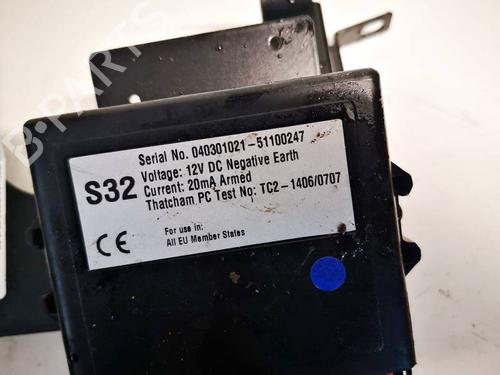 B-PARTS
Serial No. 040301021-51100247
Voltage: 12V DC Negative Earth
S32 Current: 20mA Armed
Thatcham PC Test No: TC2-1406/0707
For use in:
All EU Member States
CE